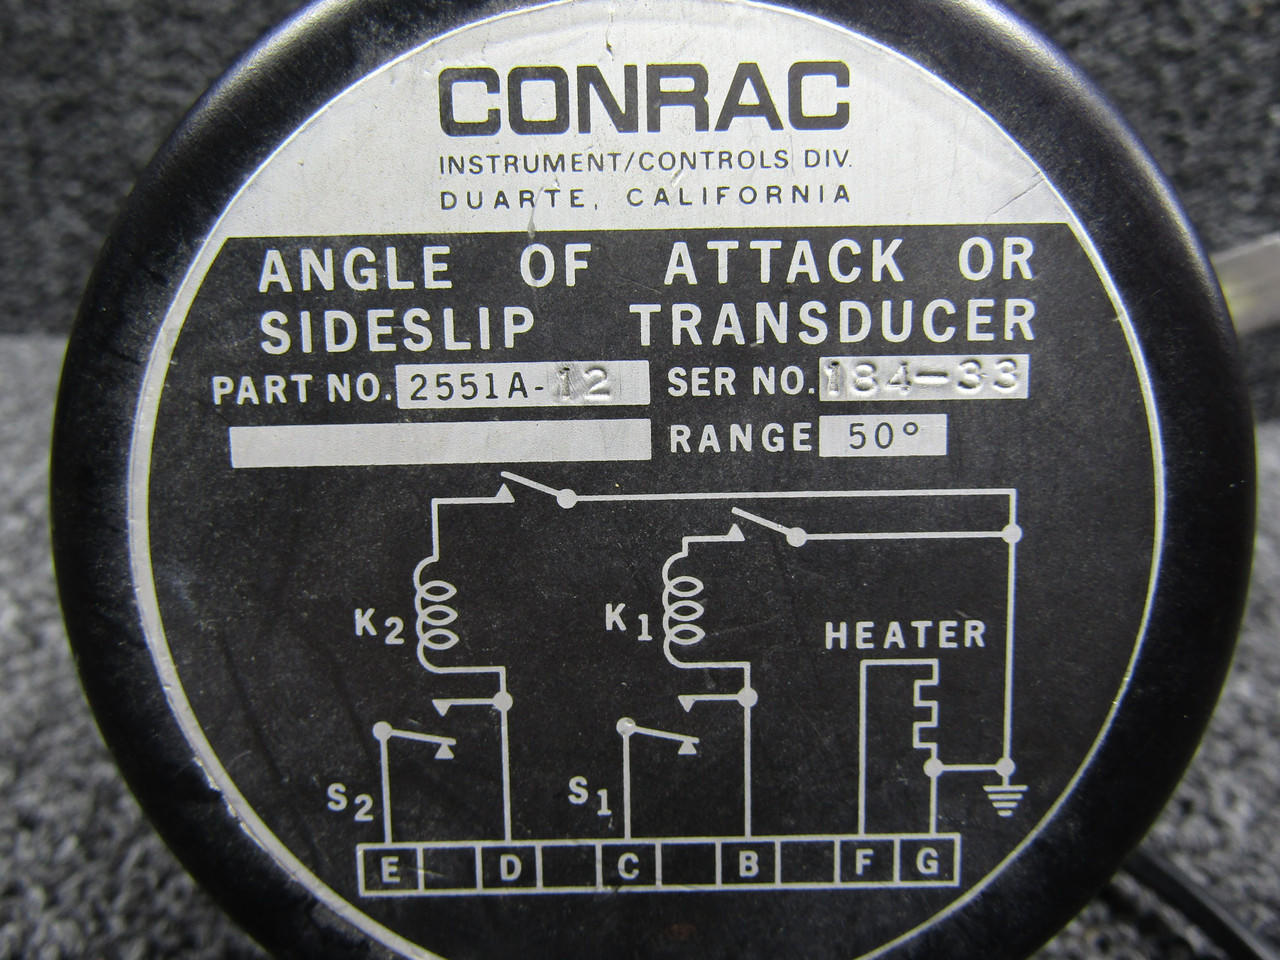 CONRAC
INSTRUMENT/CONTROLS DIV.
DUARTE, CALIFORNIA
ANGLE OF ATTACK OR
SIDESLIP TRANSDUCER
PART NO. 2551A-12 SER NO. 184-33
RANGE 50°
K2 K1 HEATER
S2 S1
E D C B F G